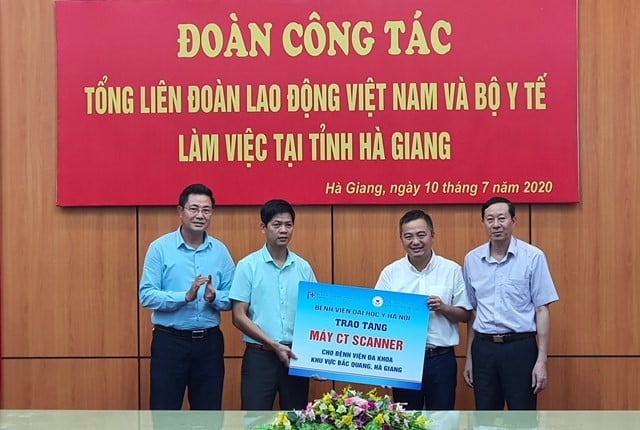 ĐOÀN CÔNG TÁC
TỔNG LIÊN ĐOÀN LAO ĐỘNG VIỆT NAM VÀ BỘ Y TẾ
LÀM VIỆC TẠI TỈNH HÀ GIANG
Hà Giang, ngày 10 tháng 7 năm 2020
BỆNH VIỆN ĐẠI HỌC Y HÀ NỘI
TRAO TẶNG
MÁY CT SCANNER
CHO BỆNH VIỆN ĐA KHOA
KHU VỰC BẮC QUANG, HÀ GIANG